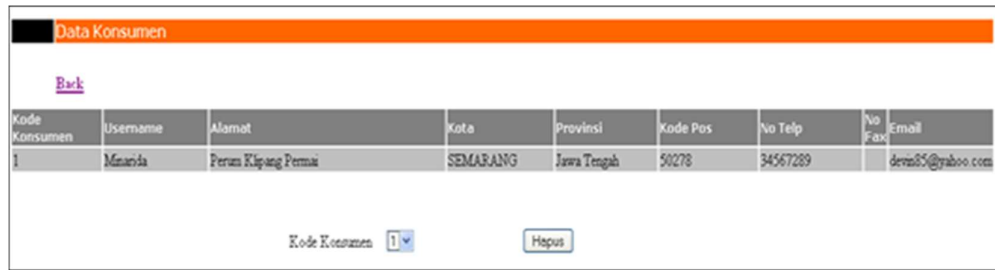 Data Konsumen
Back
Kode Konsumen Username Alamat Kota Provinsi Kode Pos No Telp No Fax Email
1 Minarida Perum Klipang Permai SEMARANG Jawa Tengah 50278 34567289 devin85@yahoo.com
Kode Konsumen 1 Hapus